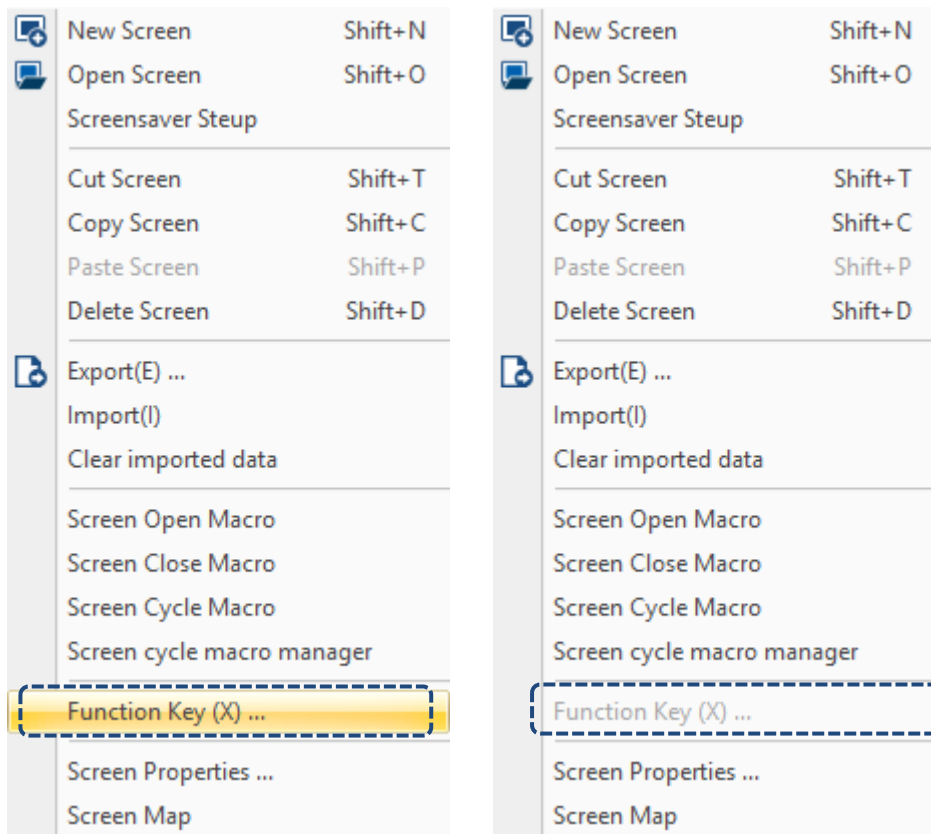 New Screen Shift+N
Open Screen Shift+O
Screensaver Steup
Cut Screen Shift+T
Copy Screen Shift+C
Paste Screen Shift+P
Delete Screen Shift+D
Export(E) ...
Import(I)
Clear imported data
Screen Open Macro
Screen Close Macro
Screen Cycle Macro
Screen cycle macro manager
Function Key (X) ...
Screen Properties ...
Screen Map
New Screen Shift+N
Open Screen Shift+O
Screensaver Steup
Cut Screen Shift+T
Copy Screen Shift+C
Paste Screen Shift+P
Delete Screen Shift+D
Export(E) ...
Import(I)
Clear imported data
Screen Open Macro
Screen Close Macro
Screen Cycle Macro
Screen cycle macro manager
Function Key (X) ...
Screen Properties ...
Screen Map